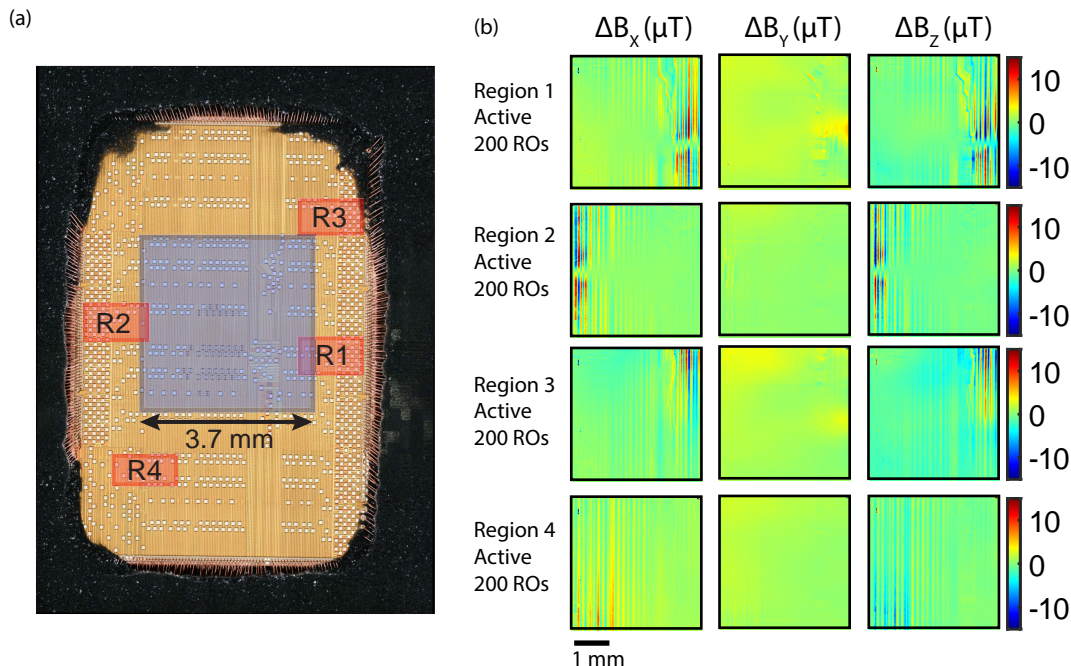 (a)
R3
R2
R1
3.7 mm
R4
(b)
ΔB_X (μT)
ΔB_Y (μT)
ΔB_Z (μT)
Region 1
Active
200 ROs
10
0
-10
Region 2
Active
200 ROs
10
0
-10
Region 3
Active
200 ROs
10
0
-10
Region 4
Active
200 ROs
10
0
-10
1 mm